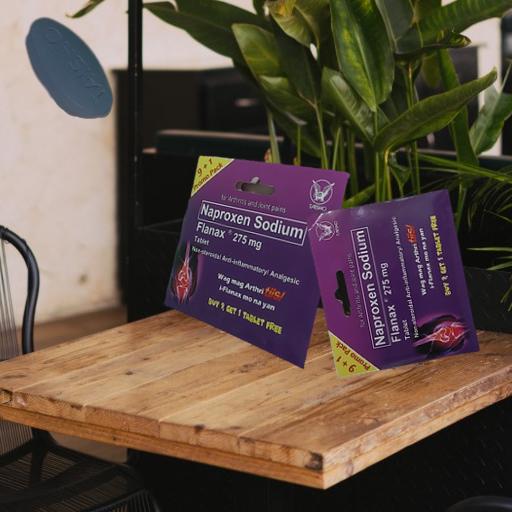 9 + 1
Promo Pack
for Arthritis and Joint pains
Naproxen Sodium
Flanax ® 275 mg
Tablet
Non-steroidal Anti-inflammatory/ Analgesic
Wag mag Arthri tiis!
i-Flanax mo na yan
BUY 9, GET 1 TABLET FREE
for Arthritis and Joint pains
Naproxen Sodium
Flanax ® 275 mg
Tablet
Non-steroidal Anti-inflammatory/ Analgesic
Wag mag Arthri tiis!
i-Flanax mo na yan
BUY 9, GET 1 TABLET FREE
9 + 1
Promo Pack